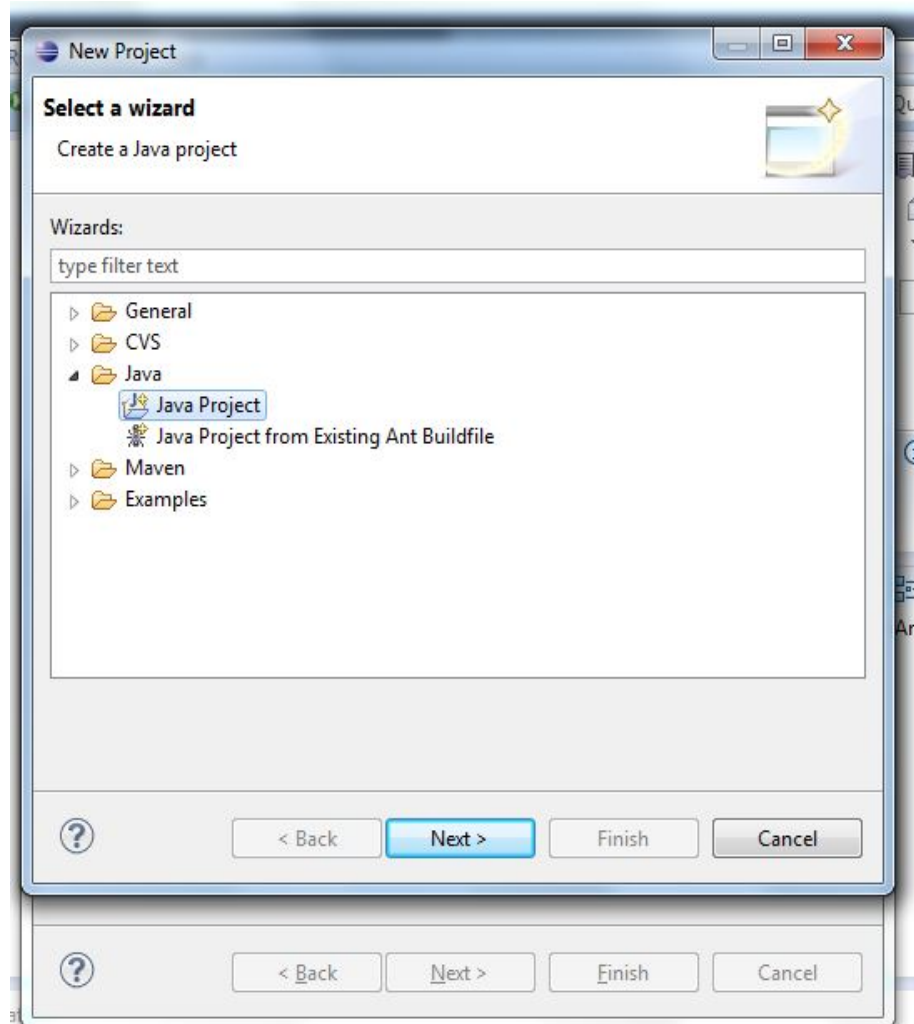 New Project
Select a wizard
Create a Java project
Wizards:
type filter text
General
CVS
Java
Java Project
Java Project from Existing Ant Buildfile
Maven
Examples
< Back Next > Finish Cancel
< Back Next > Finish Cancel